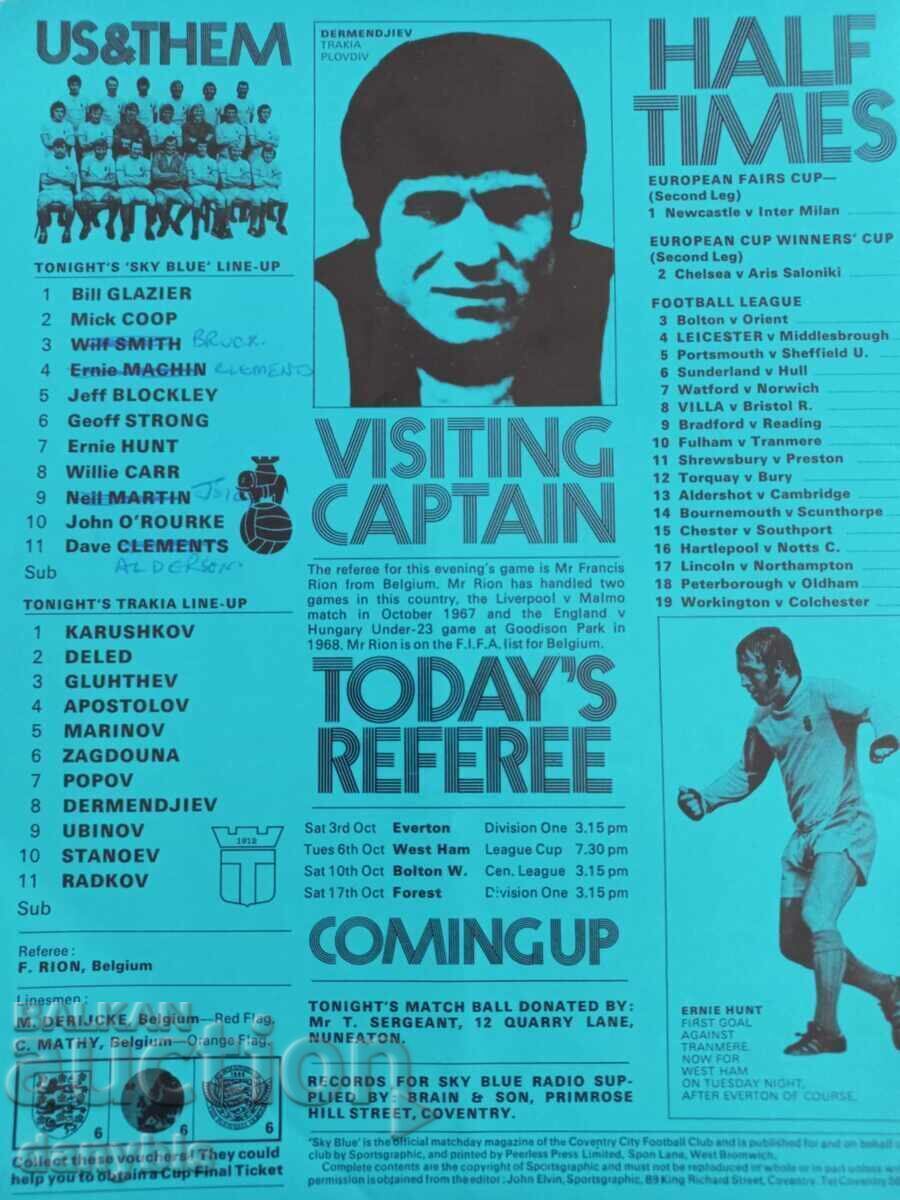 US&THEM
TONIGHT'S 'SKY BLUE' LINE-UP
1 Bill GLAZIER
2 Mick COOP
3 Wilf SMITH BRUCK.
4 Ernie MACHIN CLEMENTS
5 Jeff BLOCKLEY
6 Geoff STRONG
7 Ernie HUNT
8 Willie CARR
9 Neil MARTIN
10 John O'ROURKE
11 Dave CLEMENTS
Sub ALDERSON.
TONIGHT'S TRAKIA LINE-UP
1 KARUSHKOV
2 DELED
3 GLUHTHEV
4 APOSTOLOV
5 MARINOV
6 ZAGDOUNA
7 POPOV
8 DERMENDJIEV
9 UBINOV
10 STANOEV
11 RADKOV
Sub
1912
Referee:
F. RION, Belgium
Linesmen:
M. DERIJCKE, Belgium—Red Flag,
C. MATHY, Belgium—Orange Flag.
6 6 6
Collect these vouchers! They could
help you to obtain a Cup Final Ticket
DERMENDJIEV
TRAKIA
PLOVDIV
VISITING
CAPTAIN
The referee for this evening's game is Mr Francis
Rion from Belgium. Mr Rion has handled two
games in this country, the Liverpool v Malmo
match in October 1967 and the England v
Hungary Under-23 game at Goodison Park in
1968. Mr Rion is on the F.I.F.A. list for Belgium.
TODAY'S
REFEREE
Sat 3rd Oct Everton Division One 3.15 pm
Tues 6th Oct West Ham League Cup 7.30 pm
Sat 10th Oct Bolton W. Cen. League 3.15 pm
Sat 17th Oct Forest Division One 3.15 pm
COMING UP
TONIGHT'S MATCH BALL DONATED BY:
Mr T. SERGEANT, 12 QUARRY LANE,
NUNEATON.
RECORDS FOR SKY BLUE RADIO SUP-
PLIED BY: BRAIN & SON, PRIMROSE
HILL STREET, COVENTRY.
HALF
TIMES
EUROPEAN FAIRS CUP—
(Second Leg)
1 Newcastle v Inter Milan
EUROPEAN CUP WINNERS' CUP
(Second Leg)
2 Chelsea v Aris Saloniki
FOOTBALL LEAGUE
3 Bolton v Orient
4 LEICESTER v Middlesbrough
5 Portsmouth v Sheffield U.
6 Sunderland v Hull
7 Watford v Norwich
8 VILLA v Bristol R.
9 Bradford v Reading
10 Fulham v Tranmere
11 Shrewsbury v Preston
12 Torquay v Bury
13 Aldershot v Cambridge
14 Bournemouth v Scunthorpe
15 Chester v Southport
16 Hartlepool v Notts C.
17 Lincoln v Northampton
18 Peterborough v Oldham
19 Workington v Colchester
ERNIE HUNT
FIRST GOAL
AGAINST
TRANMERE
NOW FOR
WEST HAM
ON TUESDAY NIGHT,
AFTER EVERTON OF COURSE.
'Sky Blue' is the official matchday magazine of the Coventry City Football Club and is published for and on behalf of
club by Sportsgraphic, and printed by Peerless Press Limited, Spon Lane, West Bromwich.
Complete contents are the copyright of Sportsgraphic and must not be reproduced in whole or in part unless
permission is obtained from the editor: John Elvin, Sportsgraphic, 89 King Richard Street, Coventry. Tel Coventry
BALKAN
auction